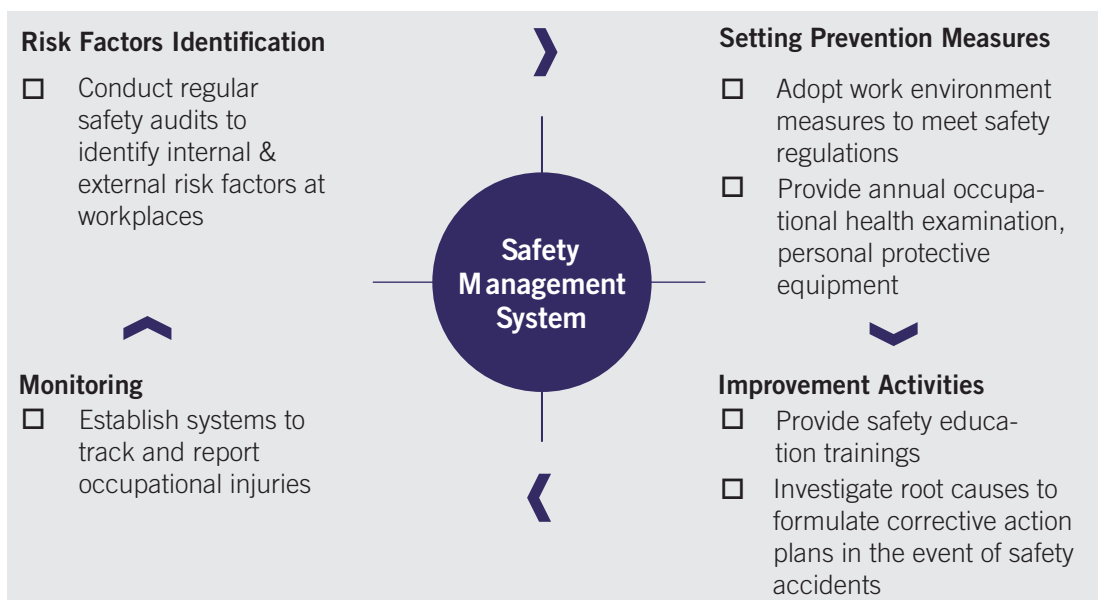 Risk Factors Identification
☐ Conduct regular
safety audits to
identify internal &
external risk factors at
workplaces
Setting Prevention Measures
☐ Adopt work environment
measures to meet safety
regulations
☐ Provide annual occupa-
tional health examination,
personal protective
equipment
Safety
Management
System
Monitoring
☐ Establish systems to
track and report
occupational injuries
Improvement Activities
☐ Provide safety educa-
tion trainings
☐ Investigate root causes to
formulate corrective action
plans in the event of safety
accidents